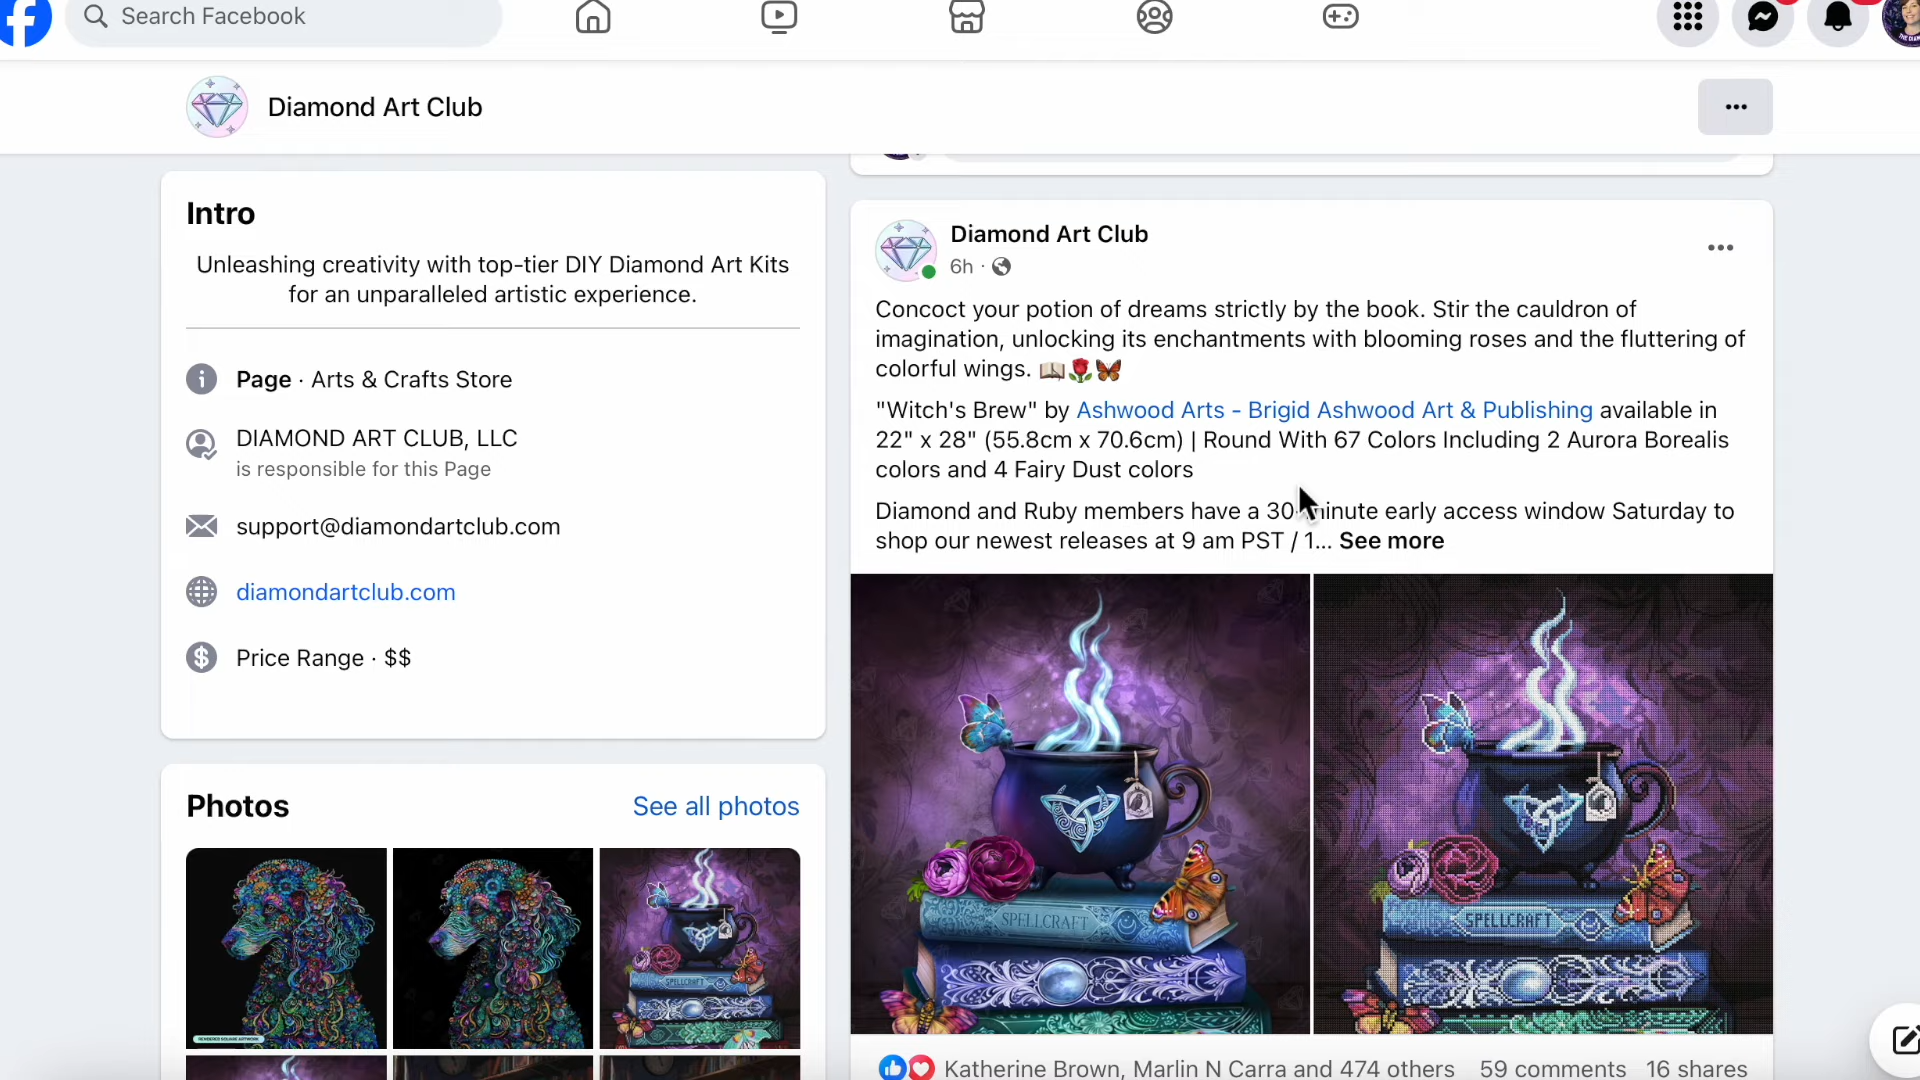 Search Facebook
Diamond Art Club
Intro
Unleashing creativity with top-tier DIY Diamond Art Kits
for an unparalleled artistic experience.
Page · Arts & Crafts Store
DIAMOND ART CLUB, LLC
is responsible for this Page
support@diamondartclub.com
diamondartclub.com
Price Range · $$
Photos
See all photos
Diamond Art Club
6h ·
Concoct your potion of dreams strictly by the book. Stir the cauldron of
imagination, unlocking its enchantments with blooming roses and the fluttering of
colorful wings. 📖🌹🦋
"Witch's Brew" by Ashwood Arts - Brigid Ashwood Art & Publishing available in
22" x 28" (55.8cm x 70.6cm) | Round With 67 Colors Including 2 Aurora Borealis
colors and 4 Fairy Dust colors
Diamond and Ruby members have a 30 minute early access window Saturday to
shop our newest releases at 9 am PST / 1... See more
SPELLCRAFT
SPELLCRAFT
Katherine Brown, Marlin N Carra and 474 others 59 comments 16 shares